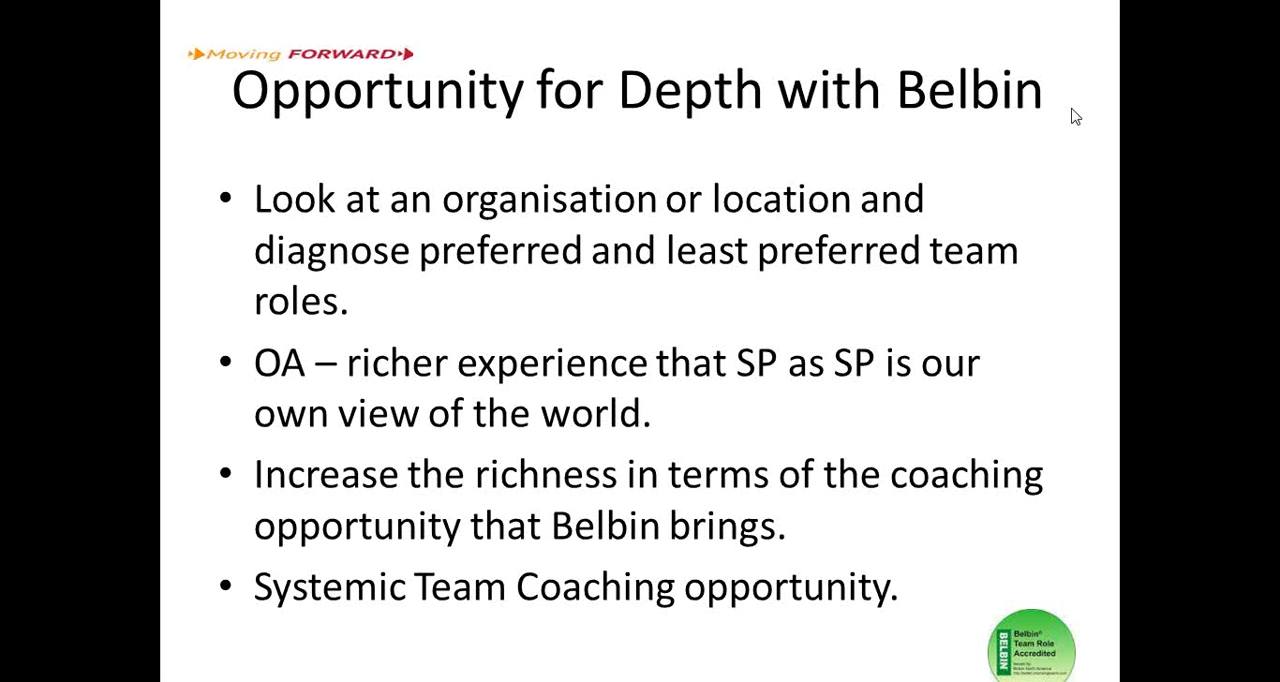 Moving FORWARD
Opportunity for Depth with Belbin
• Look at an organisation or location and
diagnose preferred and least preferred team
roles.
• OA – richer experience that SP as SP is our
own view of the world.
• Increase the richness in terms of the coaching
opportunity that Belbin brings.
• Systemic Team Coaching opportunity.
BELBIN
Belbin®
Team Role
Accredited